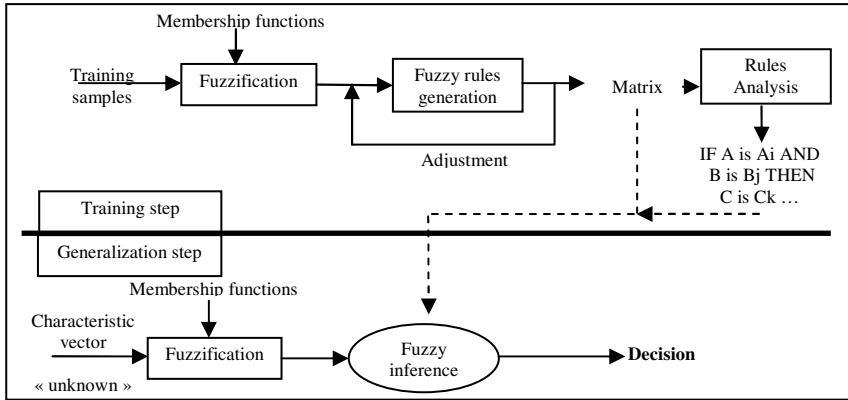 Membership functions
Training
samples
Fuzzification
Fuzzy rules
generation
Adjustment
Matrix
Rules
Analysis
IF A is Ai AND
B is Bj THEN
C is Ck …
Training step
Generalization step
Membership functions
Characteristic
vector
« unknown »
Fuzzification
Fuzzy
inference
Decision